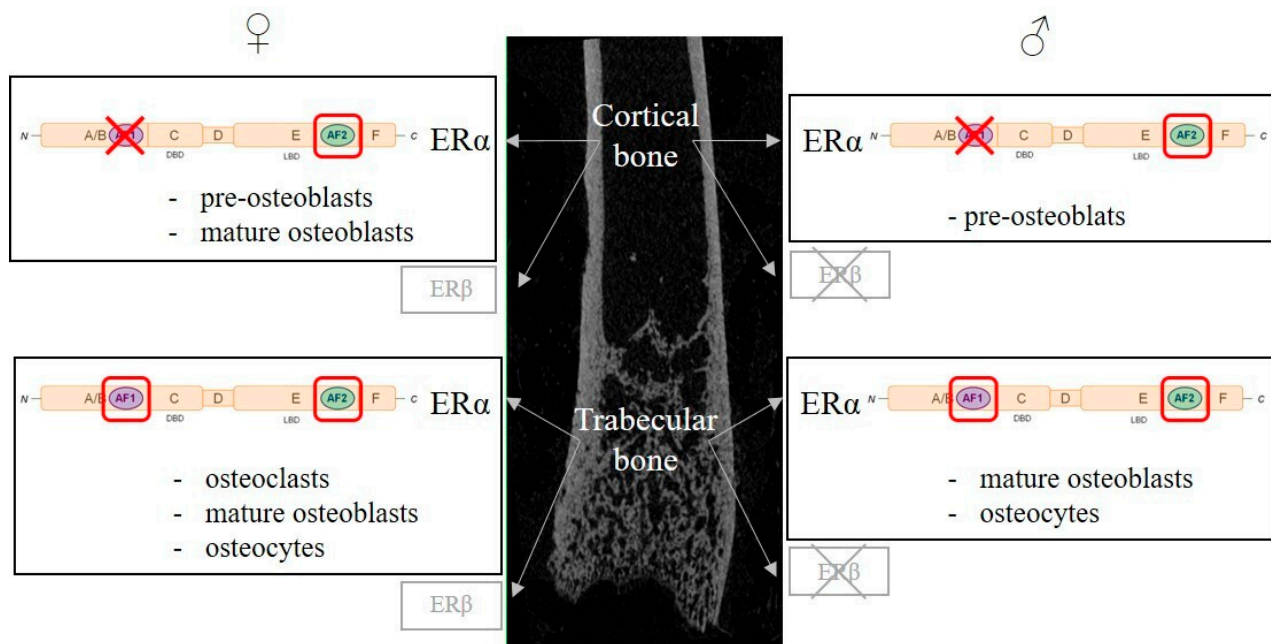 ♀
♂
N A/B AF1 C D E AF2 F C
DBD LBD
ERα
- pre-osteoblasts
- mature osteoblasts
ERβ
Cortical
bone
ERα
N A/B AF1 C D E AF2 F C
DBD LBD
- pre-osteoblats
ERβ
N A/B AF1 C D E AF2 F C
DBD LBD
ERα
- osteoclasts
- mature osteoblasts
- osteocytes
ERβ
Trabecular
bone
ERα
N A/B AF1 C D E AF2 F C
DBD LBD
- mature osteoblasts
- osteocytes
ERβ